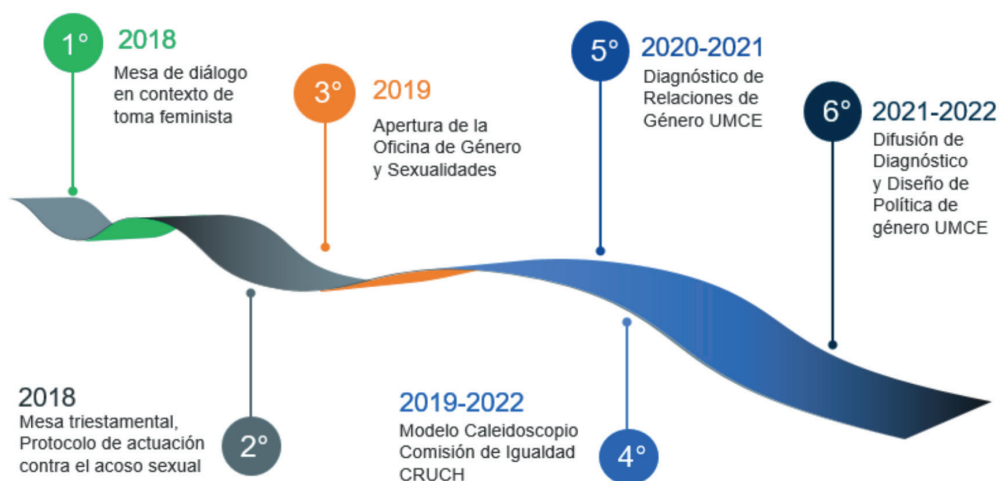 1°
2018
Mesa de diálogo
en contexto de
toma feminista
2018
Mesa triestamental,
Protocolo de actuación
contra el acoso sexual
2°
3°
2019
Apertura de la
Oficina de Género
y Sexualidades
2019-2022
Modelo Caleidoscopio
Comisión de Igualdad
CRUCH
4°
5°
2020-2021
Diagnóstico de
Relaciones de
Género UMCE
6°
2021-2022
Difusión de
Diagnóstico
y Diseño de
Política de
género UMCE